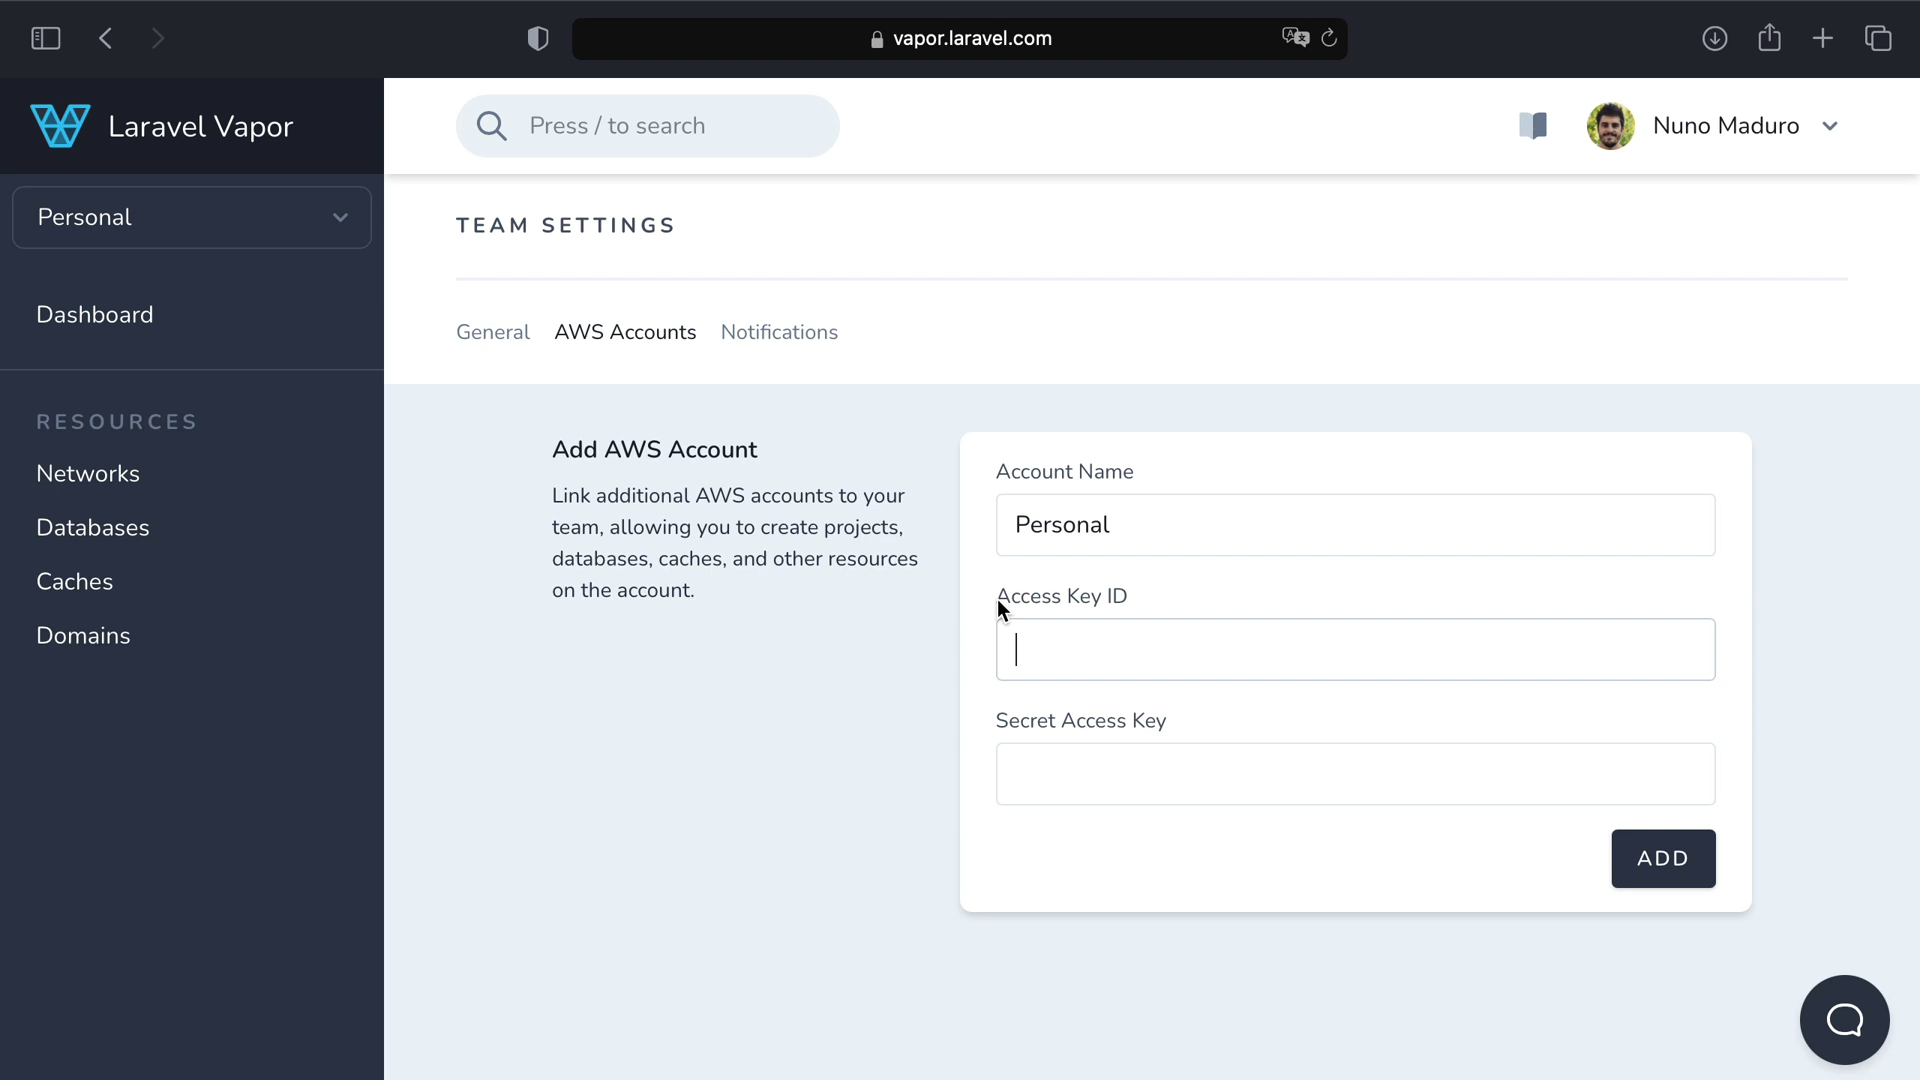 vapor.laravel.com
Laravel Vapor
Press / to search
Nuno Maduro
Personal
Dashboard
RESOURCES
Networks
Databases
Caches
Domains
TEAM SETTINGS
General AWS Accounts Notifications
Add AWS Account
Link additional AWS accounts to your
team, allowing you to create projects,
databases, caches, and other resources
on the account.
Account Name
Personal
Access Key ID
Secret Access Key
ADD